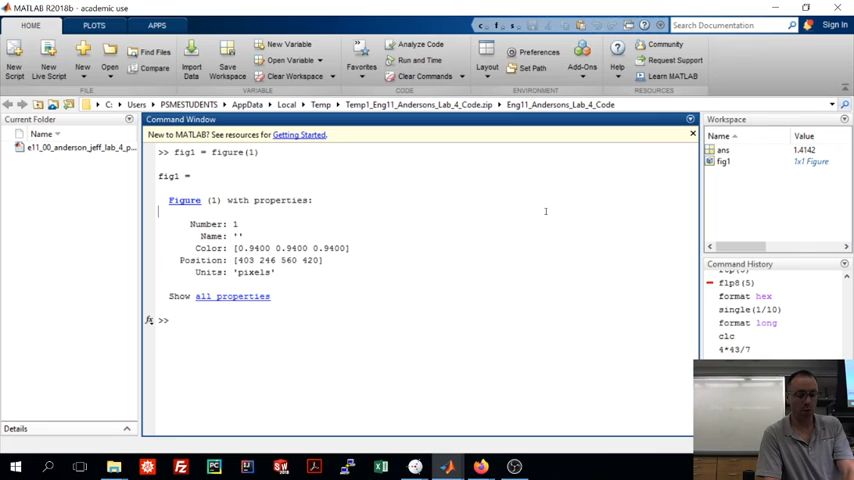 MATLAB R2018b - academic use
HOME
PLOTS
APPS
Search Documentation
Sign In
New Script
New Live Script
New
Open
Find Files
Compare
Import Data
Save Workspace
New Variable
Open Variable
Clear Workspace
Favorites
Analyze Code
Run and Time
Clear Commands
Layout
Preferences
Set Path
Add-Ons
Help
Community
Request Support
Learn MATLAB
FILE
VARIABLE
CODE
ENVIRONMENT
RESOURCES
C: ▸ Users ▸ PSMESTUDENTS ▸ AppData ▸ Local ▸ Temp ▸ Temp1_Eng11_Andersons_Lab_4_Code.zip ▸ Eng11_Andersons_Lab_4_Code
Current Folder
Name
e11_00_anderson_jeff_lab_4_p...
Details
Command Window
New to MATLAB? See resources for Getting Started.
>> fig1 = figure(1)
fig1 =
Figure (1) with properties:
Number: 1
Name: ''
Color: [0.9400 0.9400 0.9400]
Position: [403 246 560 420]
Units: 'pixels'
Show all properties
fx >>
Workspace
Name Value
ans 1.4142
fig1 1x1 Figure
Command History
flp8(5)
format hex
single(1/10)
format long
clc
4*43/7